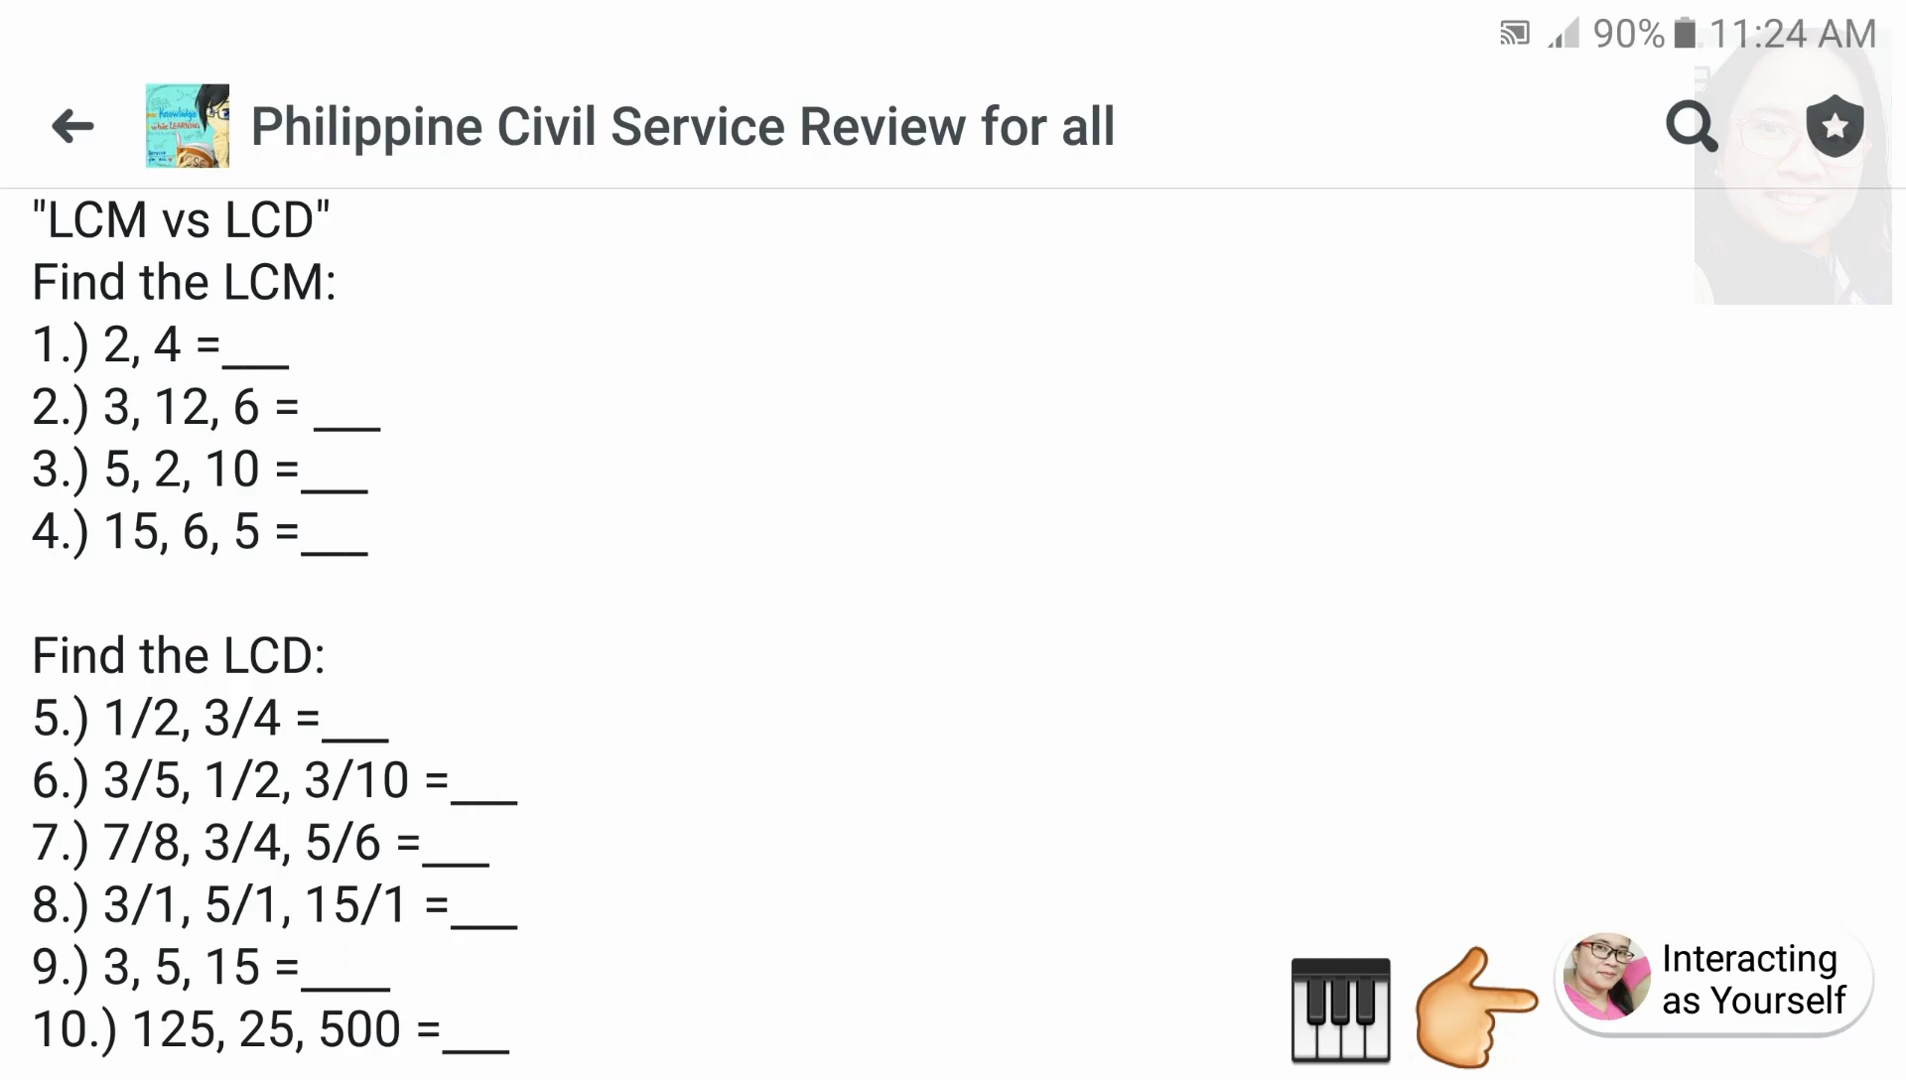 90% 11:24 AM
Philippine Civil Service Review for all
"LCM vs LCD"
Find the LCM:
1.) 2, 4 =___
2.) 3, 12, 6 = ___
3.) 5, 2, 10 =___
4.) 15, 6, 5 =___
Find the LCD:
5.) 1/2, 3/4 =___
6.) 3/5, 1/2, 3/10 =___
7.) 7/8, 3/4, 5/6 =___
8.) 3/1, 5/1, 15/1 =___
9.) 3, 5, 15 =____
10.) 125, 25, 500 =___
Interacting
as Yourself